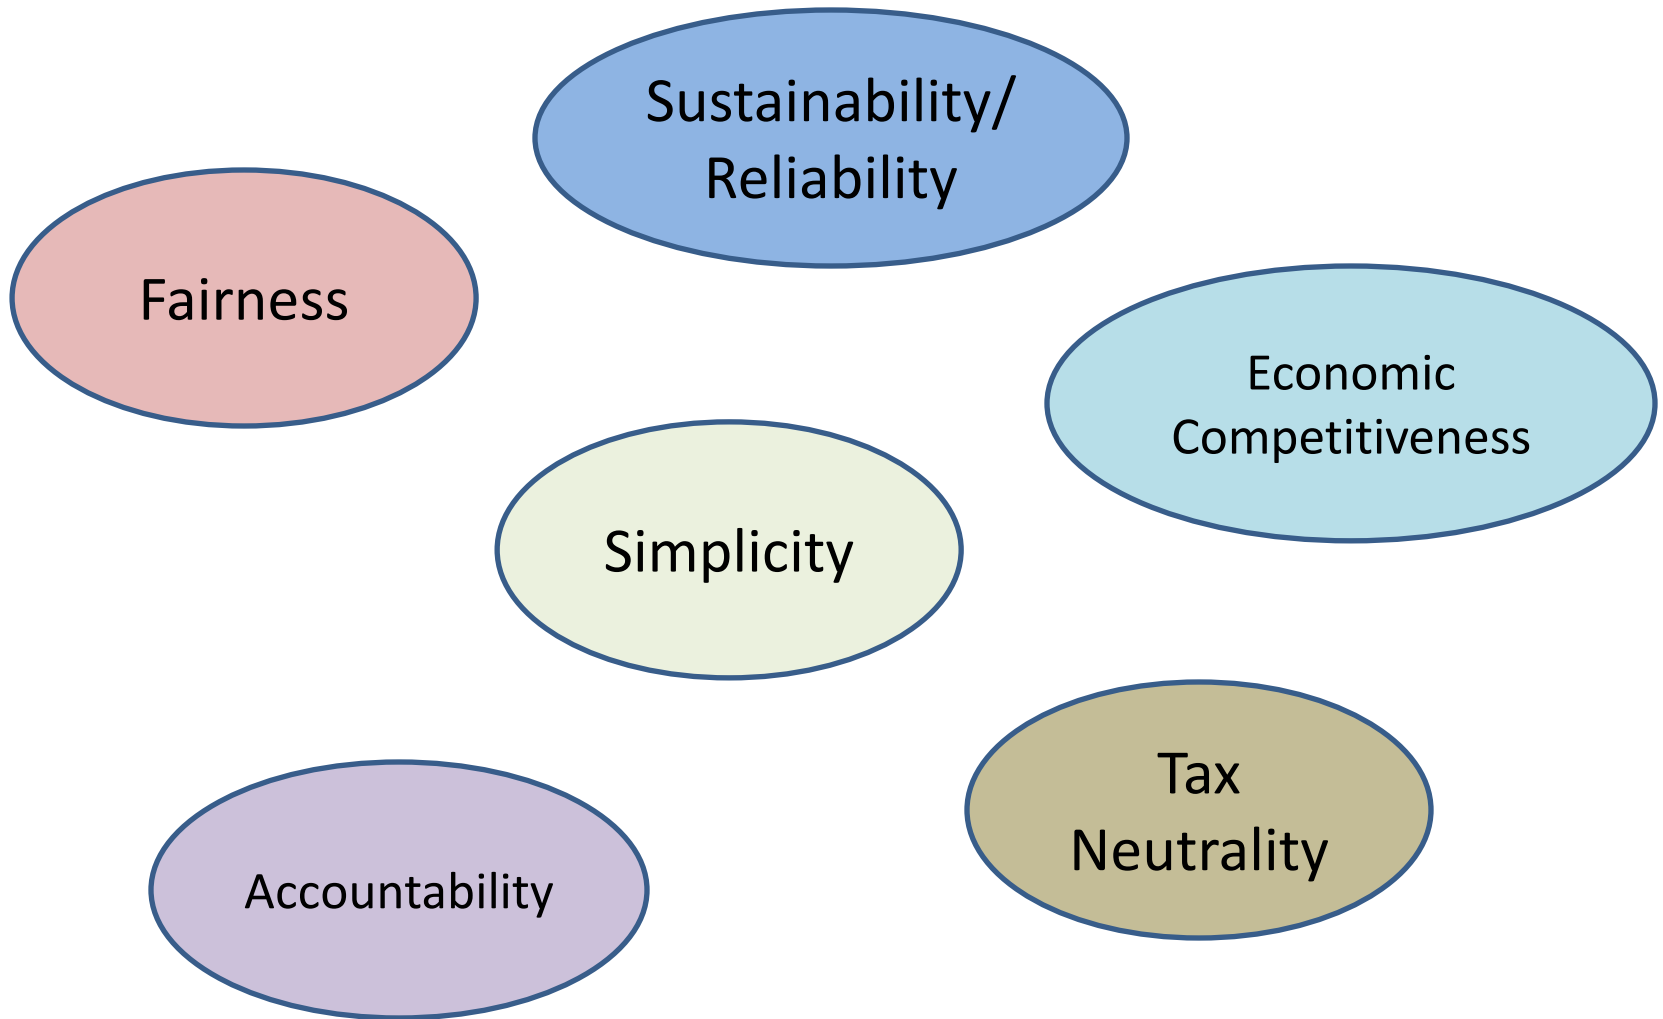 Sustainability/
Reliability
Fairness
Economic
Competitiveness
Simplicity
Tax
Neutrality
Accountability